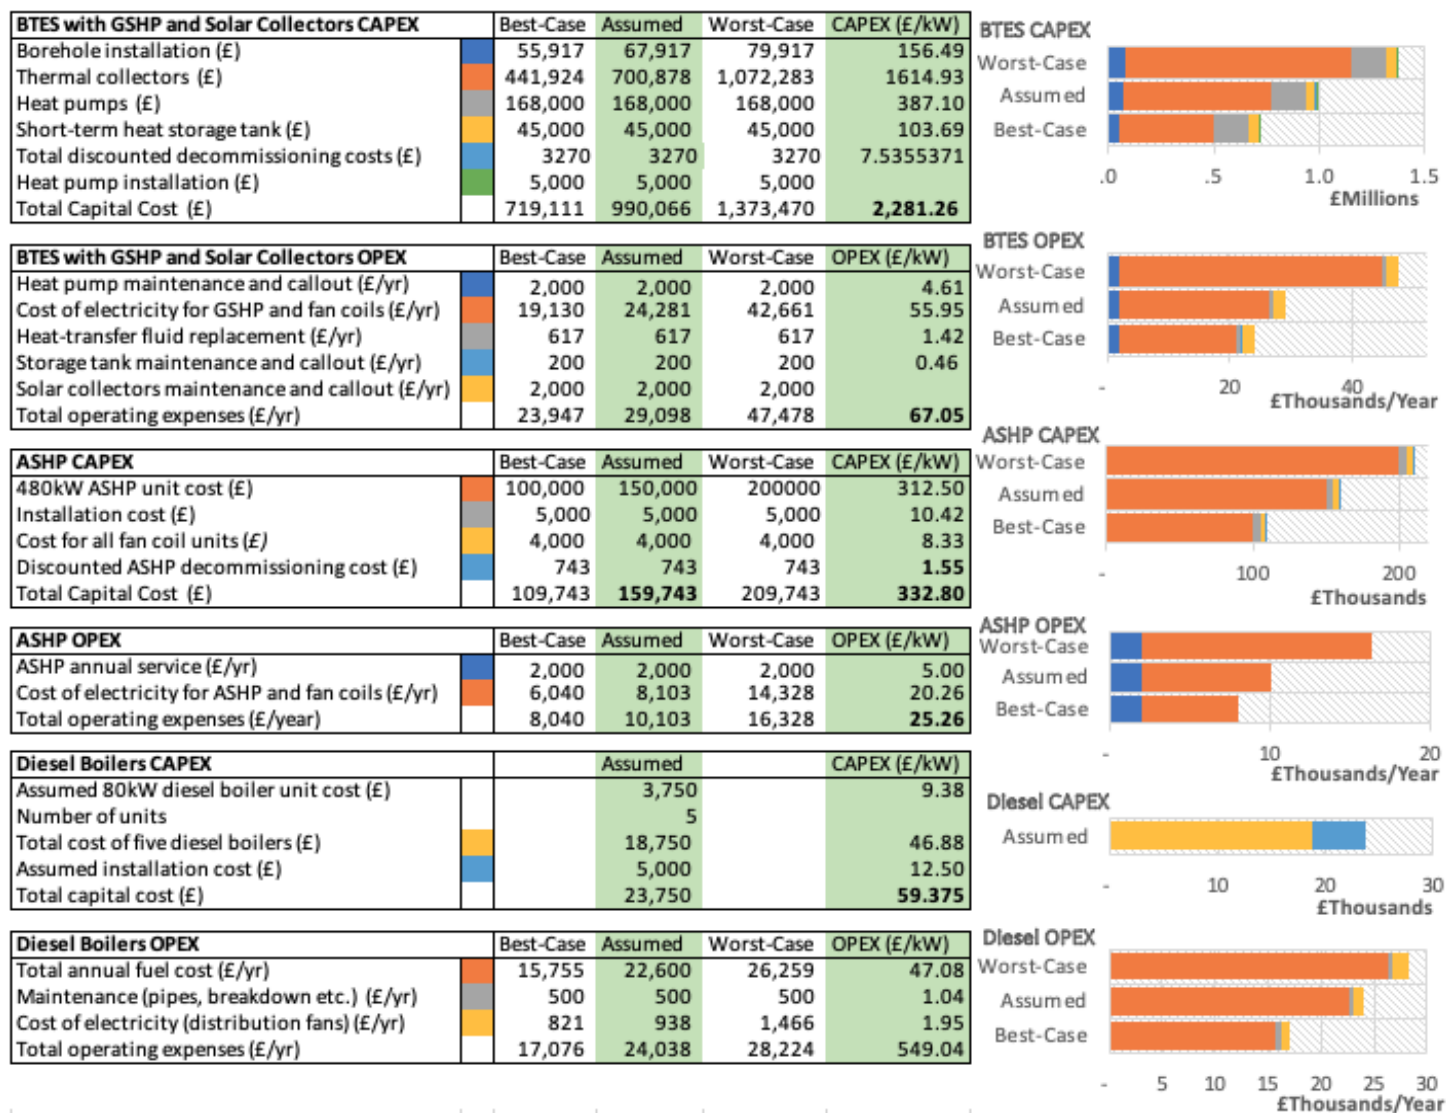 BTES with GSHP and Solar Collectors CAPEX Best-Case Assumed Worst-Case CAPEX (£/kW)
Borehole installation (£) 55,917 67,917 79,917 156.49
Thermal collectors (£) 441,924 700,878 1,072,283 1614.93
Heat pumps (£) 168,000 168,000 168,000 387.10
Short-term heat storage tank (£) 45,000 45,000 45,000 103.69
Total discounted decommissioning costs (£) 3270 3270 3270 7.5355371
Heat pump installation (£) 5,000 5,000 5,000
Total Capital Cost (£) 719,111 990,066 1,373,470 2,281.26
BTES CAPEX
Worst-Case
Assumed
Best-Case
.0 .5 1.0 1.5
£Millions
BTES with GSHP and Solar Collectors OPEX Best-Case Assumed Worst-Case OPEX (£/kW)
Heat pump maintenance and callout (£/yr) 2,000 2,000 2,000 4.61
Cost of electricity for GSHP and fan coils (£/yr) 19,130 24,281 42,661 55.95
Heat-transfer fluid replacement (£/yr) 617 617 617 1.42
Storage tank maintenance and callout (£/yr) 200 200 200 0.46
Solar collectors maintenance and callout (£/yr) 2,000 2,000 2,000
Total operating expenses (£/yr) 23,947 29,098 47,478 67.05
BTES OPEX
Worst-Case
Assumed
Best-Case
- 20 40
£Thousands/Year
ASHP CAPEX Best-Case Assumed Worst-Case CAPEX (£/kW)
480kW ASHP unit cost (£) 100,000 150,000 200000 312.50
Installation cost (£) 5,000 5,000 5,000 10.42
Cost for all fan coil units (£) 4,000 4,000 4,000 8.33
Discounted ASHP decommissioning cost (£) 743 743 743 1.55
Total Capital Cost (£) 109,743 159,743 209,743 332.80
ASHP CAPEX
Worst-Case
Assumed
Best-Case
- 100 200
£Thousands
ASHP OPEX Best-Case Assumed Worst-Case OPEX (£/kW)
ASHP annual service (£/yr) 2,000 2,000 2,000 5.00
Cost of electricity for ASHP and fan coils (£/yr) 6,040 8,103 14,328 20.26
Total operating expenses (£/year) 8,040 10,103 16,328 25.26
ASHP OPEX
Worst-Case
Assumed
Best-Case
- 10 20
£Thousands/Year
Diesel Boilers CAPEX Assumed CAPEX (£/kW)
Assumed 80kW diesel boiler unit cost (£) 3,750 9.38
Number of units 5
Total cost of five diesel boilers (£) 18,750 46.88
Assumed installation cost (£) 5,000 12.50
Total capital cost (£) 23,750 59.375
Diesel CAPEX
Assumed
- 10 20 30
£Thousands
Diesel Boilers OPEX Best-Case Assumed Worst-Case OPEX (£/kW)
Total annual fuel cost (£/yr) 15,755 22,600 26,259 47.08
Maintenance (pipes, breakdown etc.) (£/yr) 500 500 500 1.04
Cost of electricity (distribution fans) (£/yr) 821 938 1,466 1.95
Total operating expenses (£/yr) 17,076 24,038 28,224 549.04
Diesel OPEX
Worst-Case
Assumed
Best-Case
- 5 10 15 20 25 30
£Thousands/Year